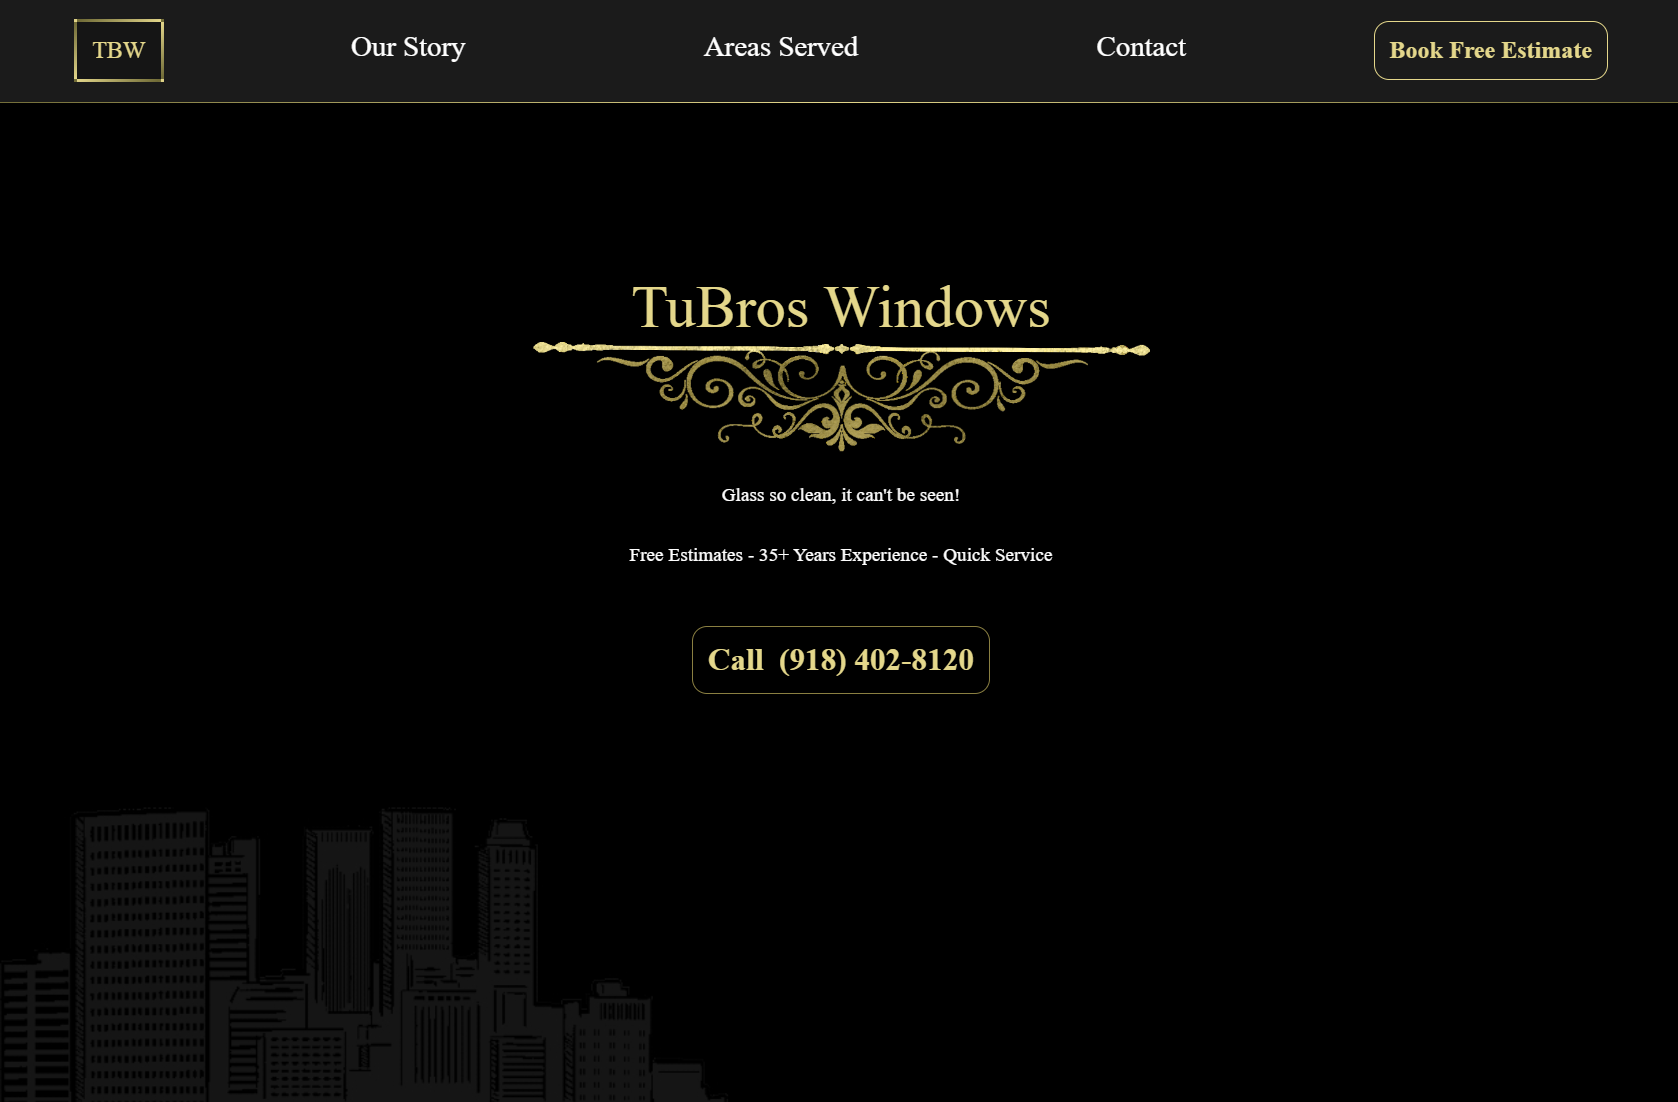 TBW
Our Story
Areas Served
Contact
Book Free Estimate
TuBros Windows
Glass so clean, it can't be seen!
Free Estimates - 35+ Years Experience - Quick Service
Call (918) 402-8120